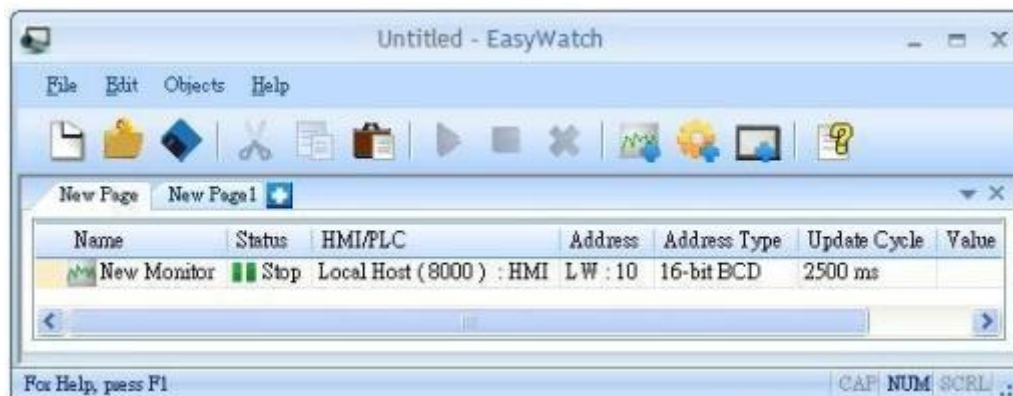 Untitled - EasyWatch
File Edit Objects Help
New Page New Page1
Name Status HMI/PLC Address Address Type Update Cycle Value
New Monitor Stop Local Host ( 8000 ) : HMI LW : 10 16-bit BCD 2500 ms
For Help, press F1 CAP NUM SCRL